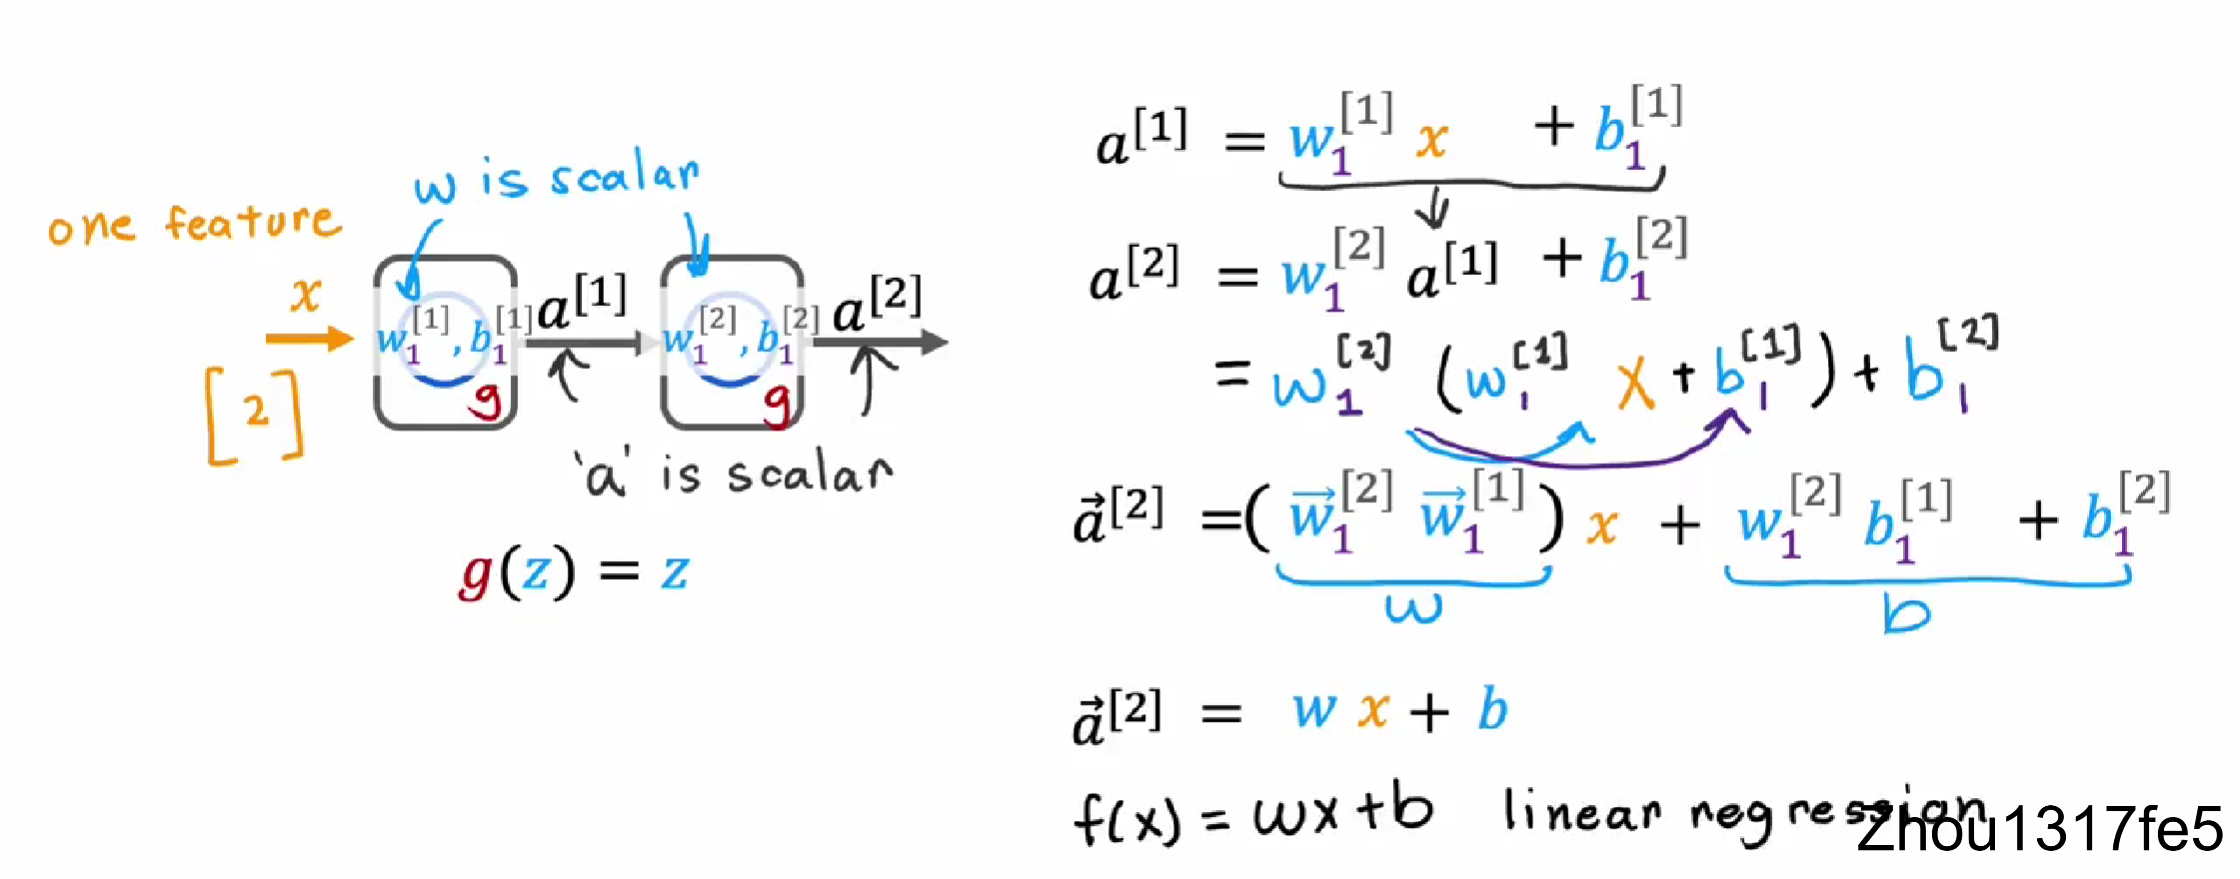 w is scalar
one feature
x
[2]
w₁^[1], b₁^[1]
g
a^[1]
w₁^[2], b₁^[2]
g
a^[2]
'a' is scalar
g(z) = z
a^[1] = w₁^[1] x + b₁^[1]
a^[2] = w₁^[2] a^[1] + b₁^[2]
= w₁^[2] (w₁^[1] x + b₁^[1]) + b₁^[2]
a⃗^[2] = (w⃗₁^[2] w⃗₁^[1]) x + w₁^[2] b₁^[1] + b₁^[2]
w
b
a⃗^[2] = w x + b
f(x) = wx+b linear regression
Zhou1317fe5